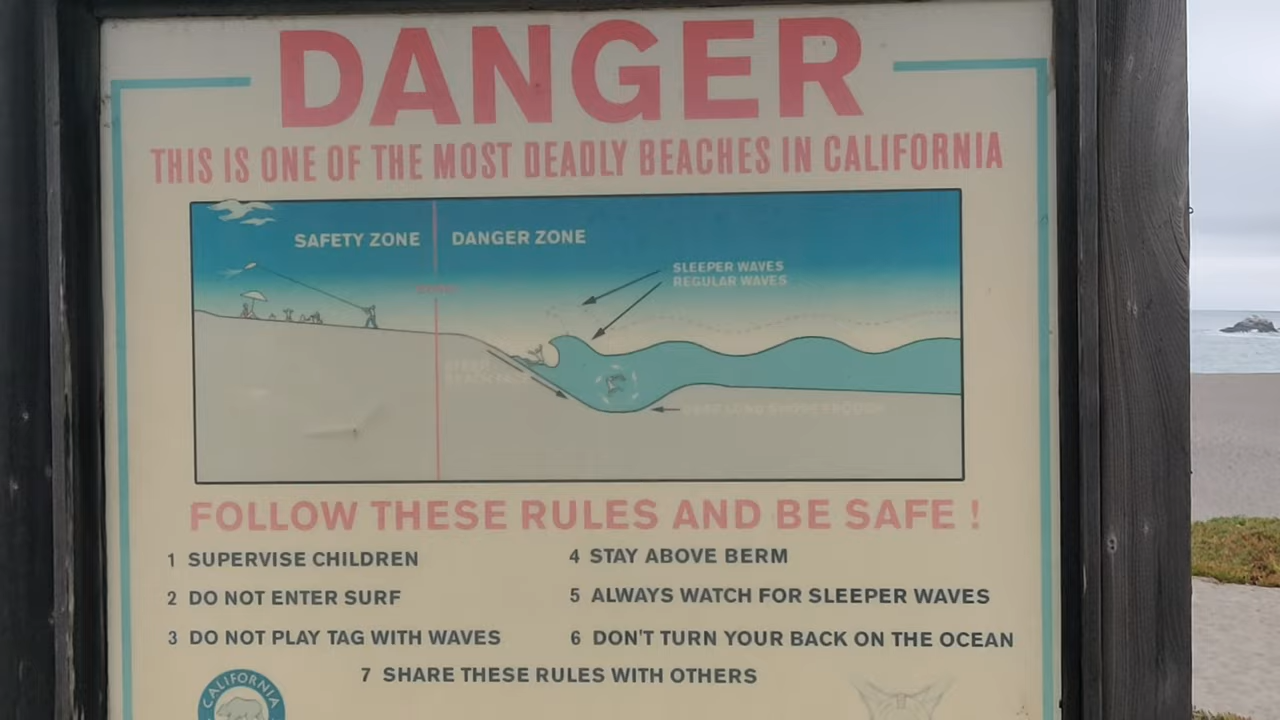 DANGER
THIS IS ONE OF THE MOST DEADLY BEACHES IN CALIFORNIA
SAFETY ZONE
DANGER ZONE
SLEEPER WAVES
REGULAR WAVES
FOLLOW THESE RULES AND BE SAFE !
1 SUPERVISE CHILDREN
2 DO NOT ENTER SURF
3 DO NOT PLAY TAG WITH WAVES
4 STAY ABOVE BERM
5 ALWAYS WATCH FOR SLEEPER WAVES
6 DON'T TURN YOUR BACK ON THE OCEAN
7 SHARE THESE RULES WITH OTHERS
CALIFORNIA